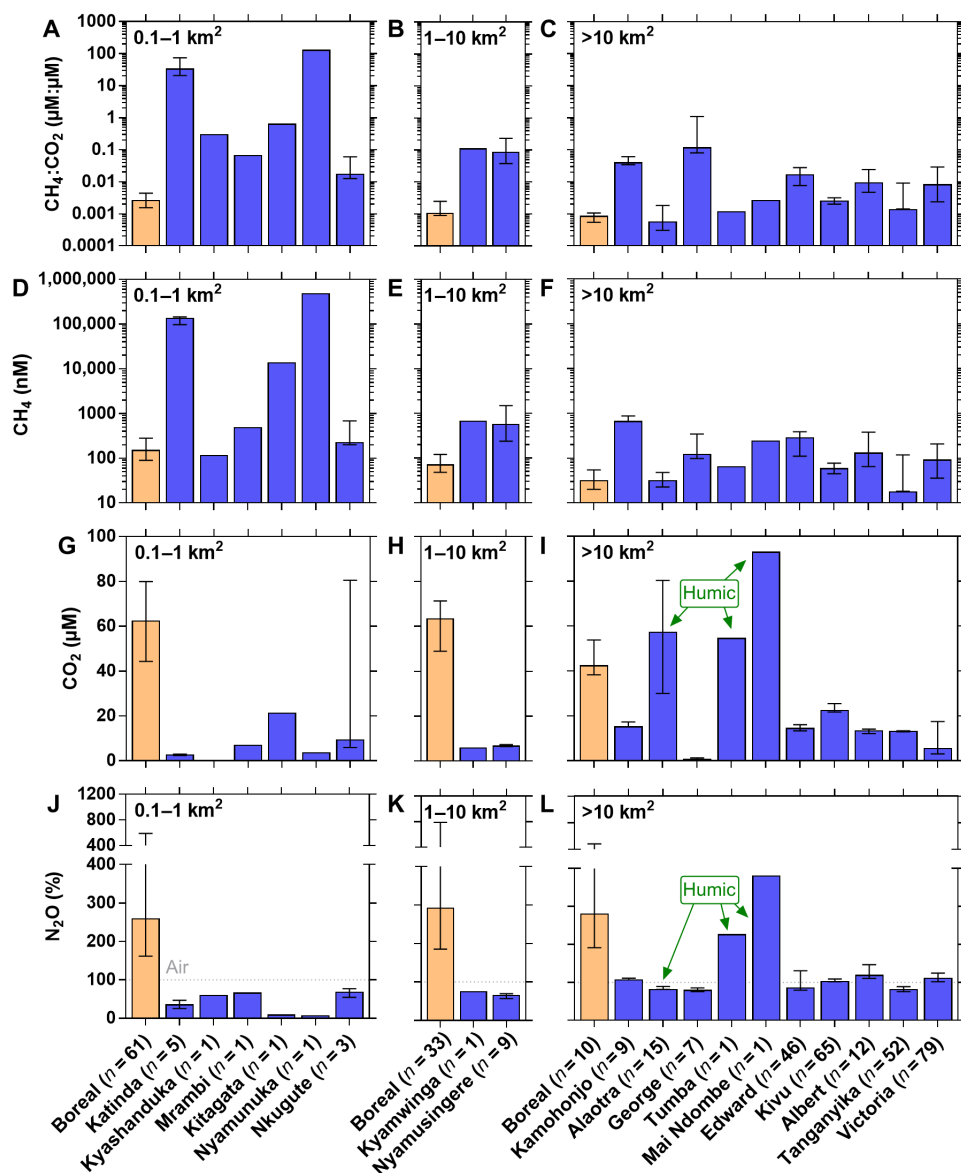 A 0.1–1 km²
B 1–10 km²
C >10 km²
CH₄:CO₂ (µM:µM)
1000
100
10
1
0.1
0.01
0.001
0.0001
D 0.1–1 km²
E 1–10 km²
F >10 km²
CH₄ (nM)
1,000,000
100,000
10,000
1000
100
10
G 0.1–1 km²
H 1–10 km²
I >10 km²
CO₂ (µM)
100
80
60
40
20
0
Humic
J 0.1–1 km²
K 1–10 km²
L >10 km²
N₂O (%)
1200
800
400
400
300
200
100
0
Air
Humic
Boreal (n = 61)
Katinda (n = 5)
Kyashanduka (n = 1)
Mrambi (n = 1)
Kitagata (n = 1)
Nyamunuka (n = 1)
Nkugute (n = 3)
Boreal (n = 33)
Kyamwinga (n = 1)
Nyamusingere (n = 9)
Boreal (n = 10)
Kamohonjo (n = 9)
Alaotra (n = 15)
George (n = 7)
Tumba (n = 1)
Mai Ndombe (n = 1)
Edward (n = 46)
Kivu (n = 65)
Albert (n = 12)
Tanganyika (n = 52)
Victoria (n = 79)